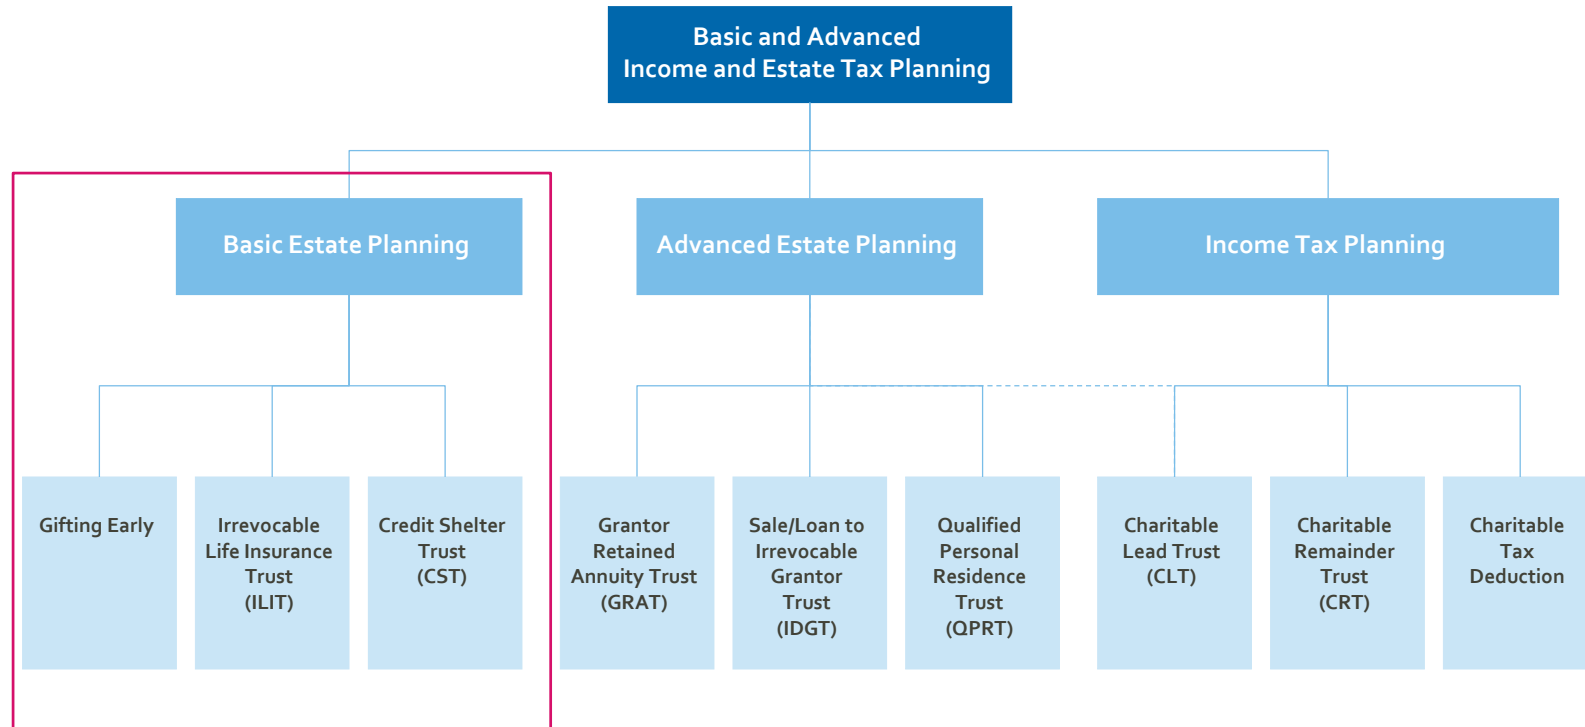 Basic and Advanced
Income and Estate Tax Planning
Basic Estate Planning
Advanced Estate Planning
Income Tax Planning
Gifting Early
Irrevocable
Life Insurance
Trust
(ILIT)
Credit Shelter
Trust
(CST)
Grantor
Retained
Annuity Trust
(GRAT)
Sale/Loan to
Irrevocable
Grantor
Trust
(IDGT)
Qualified
Personal
Residence
Trust
(QPRT)
Charitable
Lead Trust
(CLT)
Charitable
Remainder
Trust
(CRT)
Charitable
Tax
Deduction